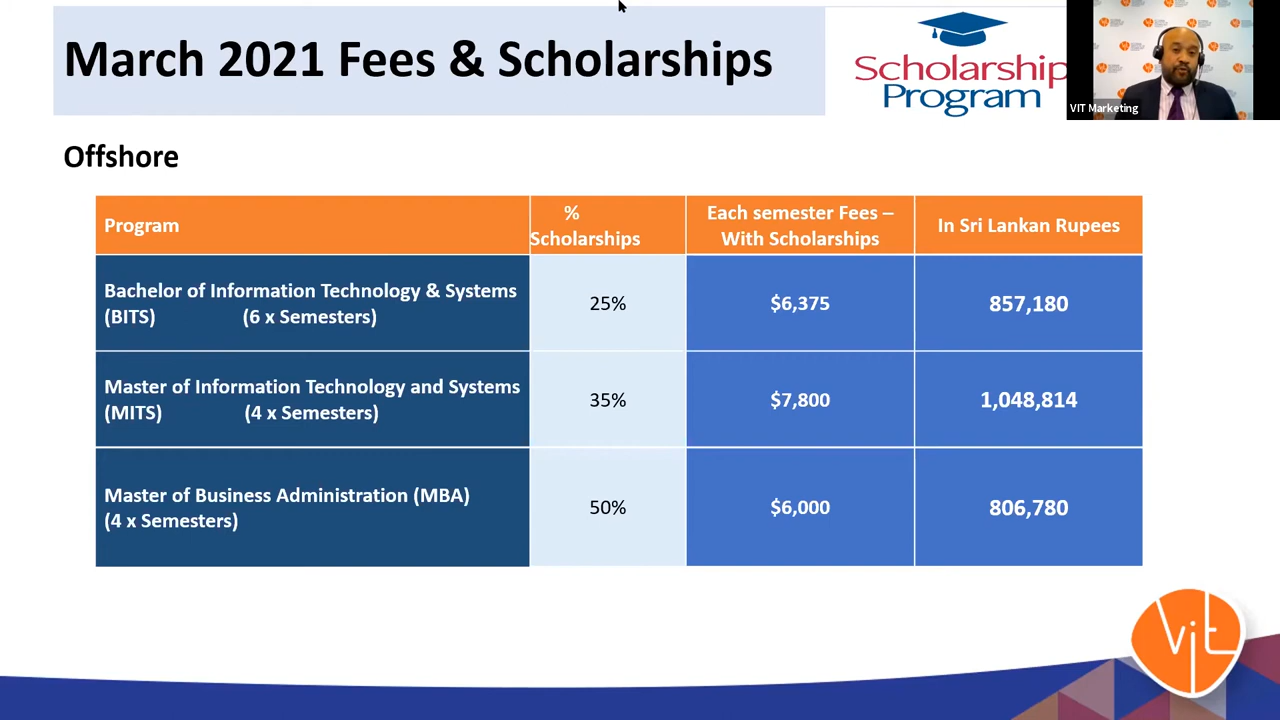 March 2021 Fees & Scholarships
Scholarship
Program
VIT Marketing
Offshore
Program
%
Scholarships
Each semester Fees –
With Scholarships
In Sri Lankan Rupees
Bachelor of Information Technology & Systems
(BITS) (6 x Semesters)
25%
$6,375
857,180
Master of Information Technology and Systems
(MITS) (4 x Semesters)
35%
$7,800
1,048,814
Master of Business Administration (MBA)
(4 x Semesters)
50%
$6,000
806,780
vit